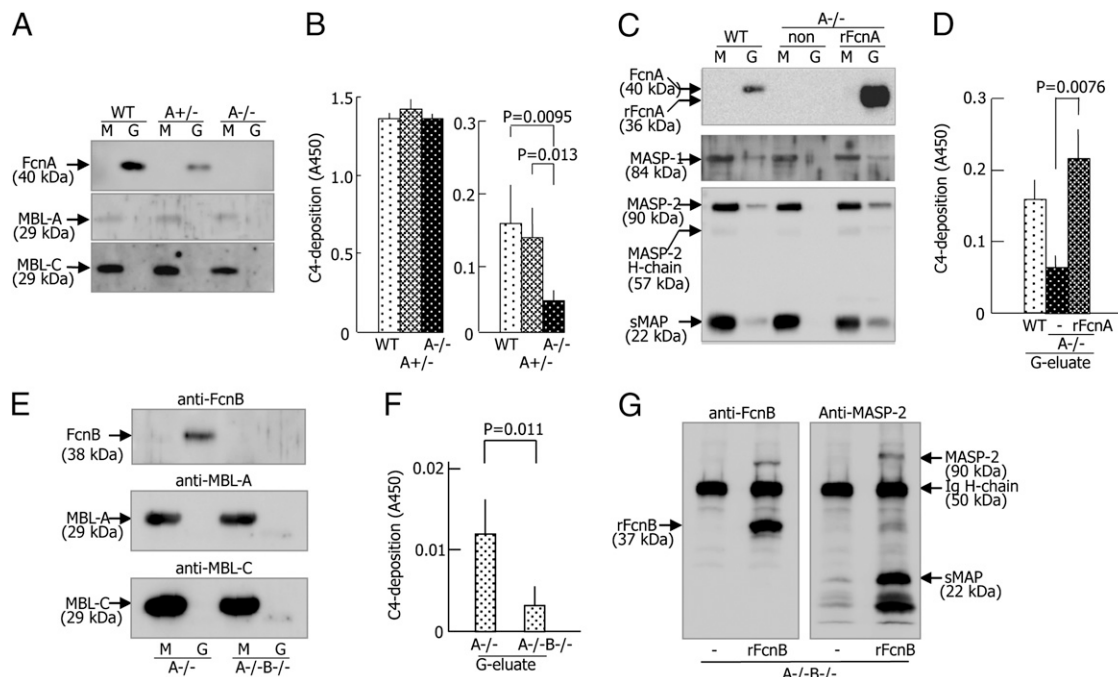 A
WT A+/- A-/-
M G M G M G
FcnA
(40 kDa)
MBL-A
(29 kDa)
MBL-C
(29 kDa)
B
C4-deposition (A450)
1.5
1.0
0.5
0
WT A-/-
A+/-
0.3
0.2
0.1
0
P=0.0095
P=0.013
WT A-/-
A+/-
C
A-/-
WT non rFcnA
M G M G M G
FcnA
(40 kDa)
rFcnA
(36 kDa)
MASP-1
(84 kDa)
MASP-2
(90 kDa)
MASP-2
H-chain
(57 kDa)
sMAP
(22 kDa)
D
P=0.0076
C4-deposition (A450)
0.3
0.2
0.1
0
WT - rFcnA
A-/-
G-eluate
E
anti-FcnB
FcnB
(38 kDa)
anti-MBL-A
MBL-A
(29 kDa)
anti-MBL-C
MBL-C
(29 kDa)
M G M G
A-/- A-/-B-/-
F
P=0.011
C4-deposition (A450)
0.02
0.01
0
A-/- A-/-B-/-
G-eluate
G
anti-FcnB Anti-MASP-2
MASP-2
(90 kDa)
Ig H-chain
(50 kDa)
rFcnB
(37 kDa)
sMAP
(22 kDa)
- rFcnB - rFcnB
A-/-B-/-